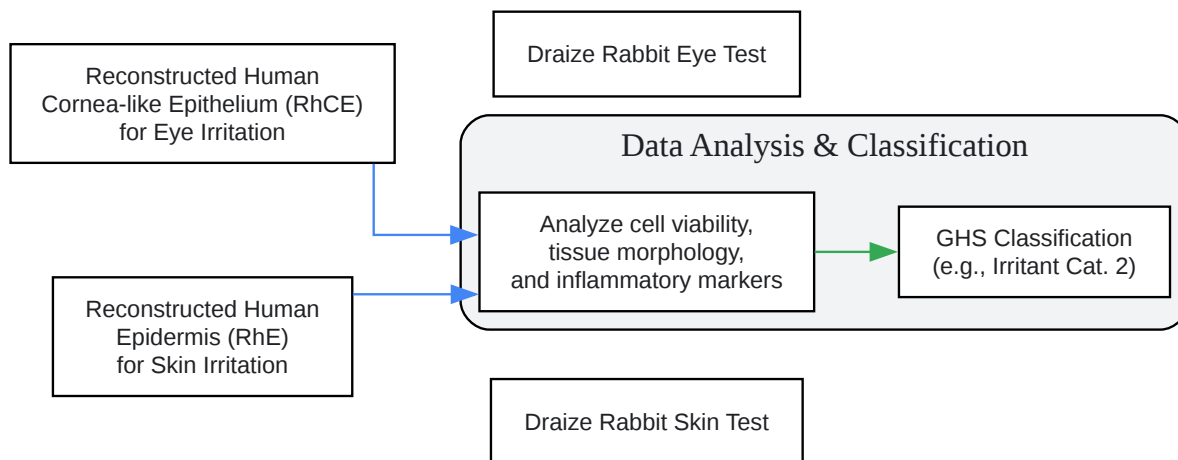 Draize Rabbit Eye Test
Reconstructed Human
Cornea-like Epithelium (RhCE)
for Eye Irritation
Data Analysis & Classification
Analyze cell viability,
tissue morphology,
and inflammatory markers
GHS Classification
(e.g., Irritant Cat. 2)
Reconstructed Human
Epidermis (RhE)
for Skin Irritation
Draize Rabbit Skin Test